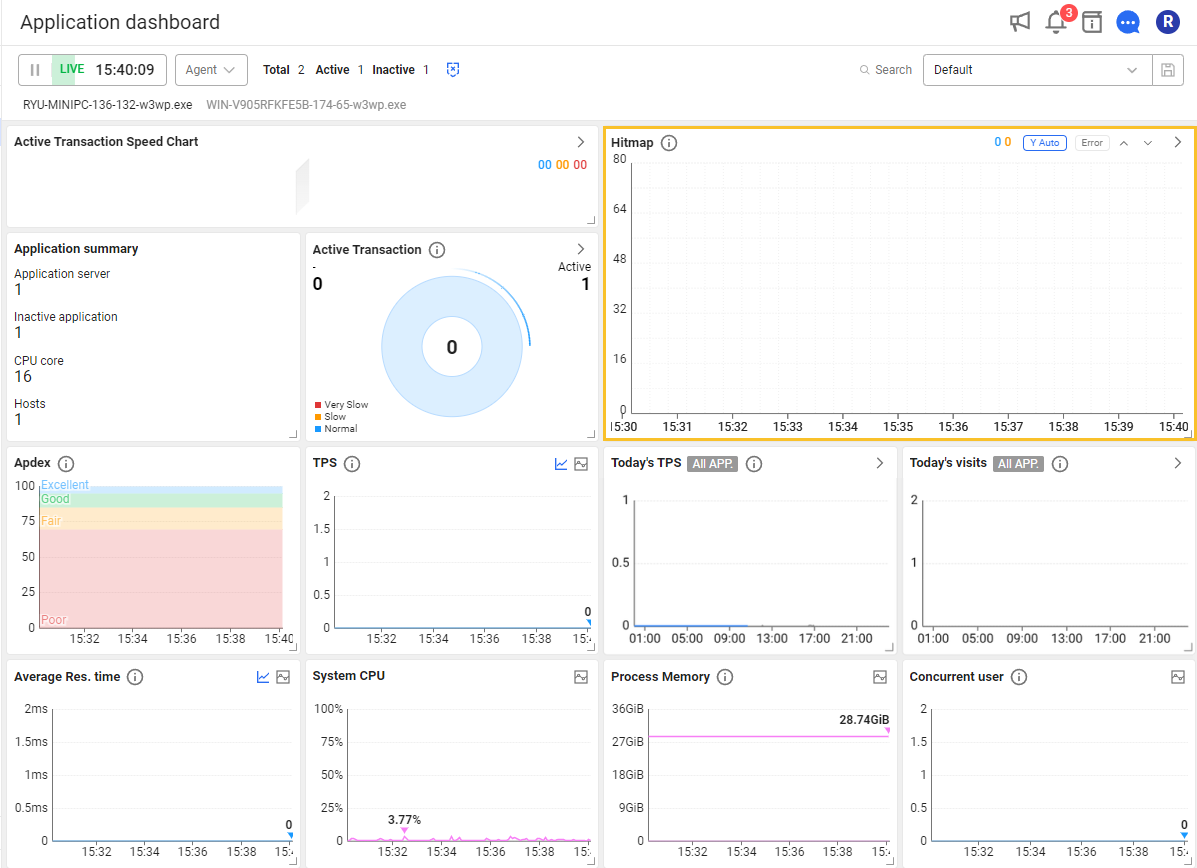 Application dashboard
3
R
LIVE 15:40:09
Agent
Total 2 Active 1 Inactive 1
Search
Default
RYU-MINIPC-136-132-w3wp.exe WIN-V905RFKFE5B-174-65-w3wp.exe
Active Transaction Speed Chart
00 00 00
Hitmap
0 0
Y Auto
Error
80
64
48
32
16
0
15:30 15:31 15:32 15:33 15:34 15:35 15:36 15:37 15:38 15:39 15:40
Application summary
Application server
1
Inactive application
1
CPU core
16
Hosts
1
Active Transaction
-
0
Active
1
0
Very Slow
Slow
Normal
Apdex
100
75
50
25
0
Excellent
Good
Fair
Poor
15:32 15:34 15:36 15:38 15:40
TPS
2
1.5
1
0.5
0
0
15:32 15:34 15:36 15:38 15:
Today's TPS All APP.
1
0.5
0
01:00 05:00 09:00 13:00 17:00 21:00
Today's visits All APP.
2
1
0
01:00 05:00 09:00 13:00 17:00 21:00
Average Res. time
2ms
1.5ms
1ms
0.5ms
0
0
15:32 15:34 15:36 15:38 15:
System CPU
100%
75%
50%
25%
0
3.77%
15:32 15:34 15:36 15:38 15:
Process Memory
36GiB
27GiB
18GiB
9GiB
0
28.74GiB
15:32 15:34 15:36 15:38 15:
Concurrent user
2
1.5
1
0.5
0
0
15:32 15:34 15:36 15:38 15: